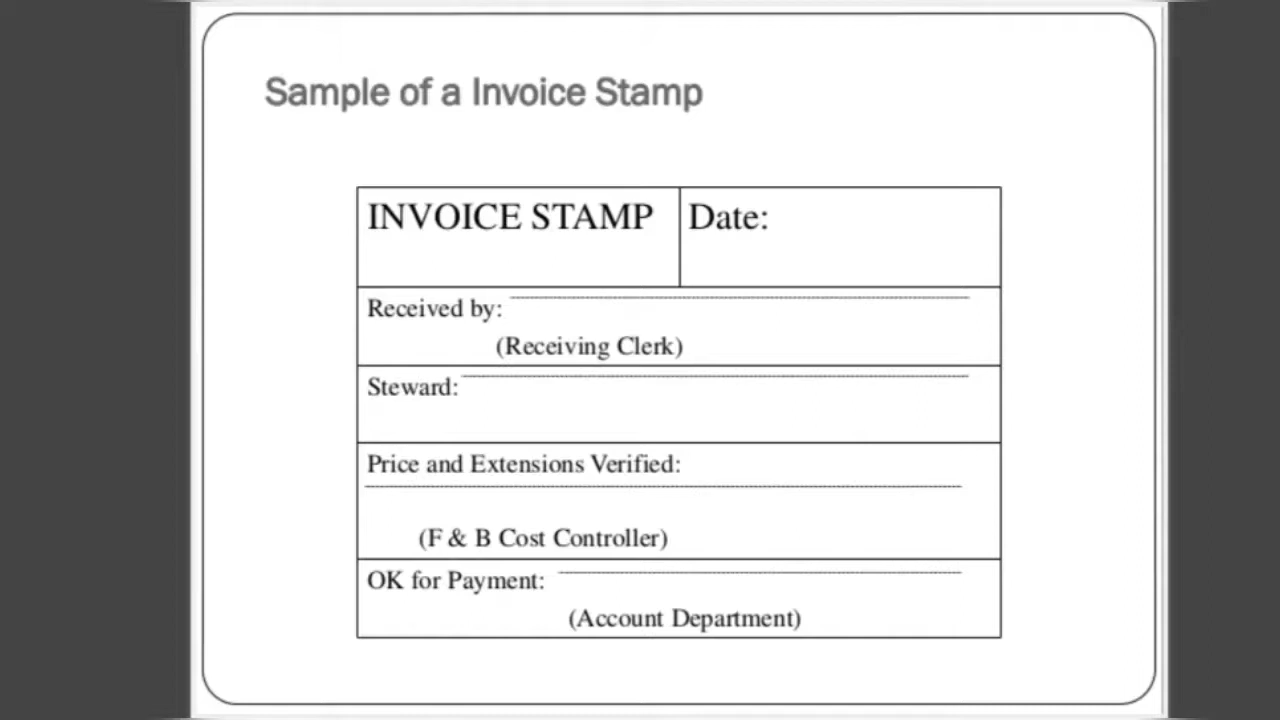 Sample of a Invoice Stamp
INVOICE STAMP
Date:
Received by:
(Receiving Clerk)
Steward:
Price and Extensions Verified:
(F & B Cost Controller)
OK for Payment:
(Account Department)